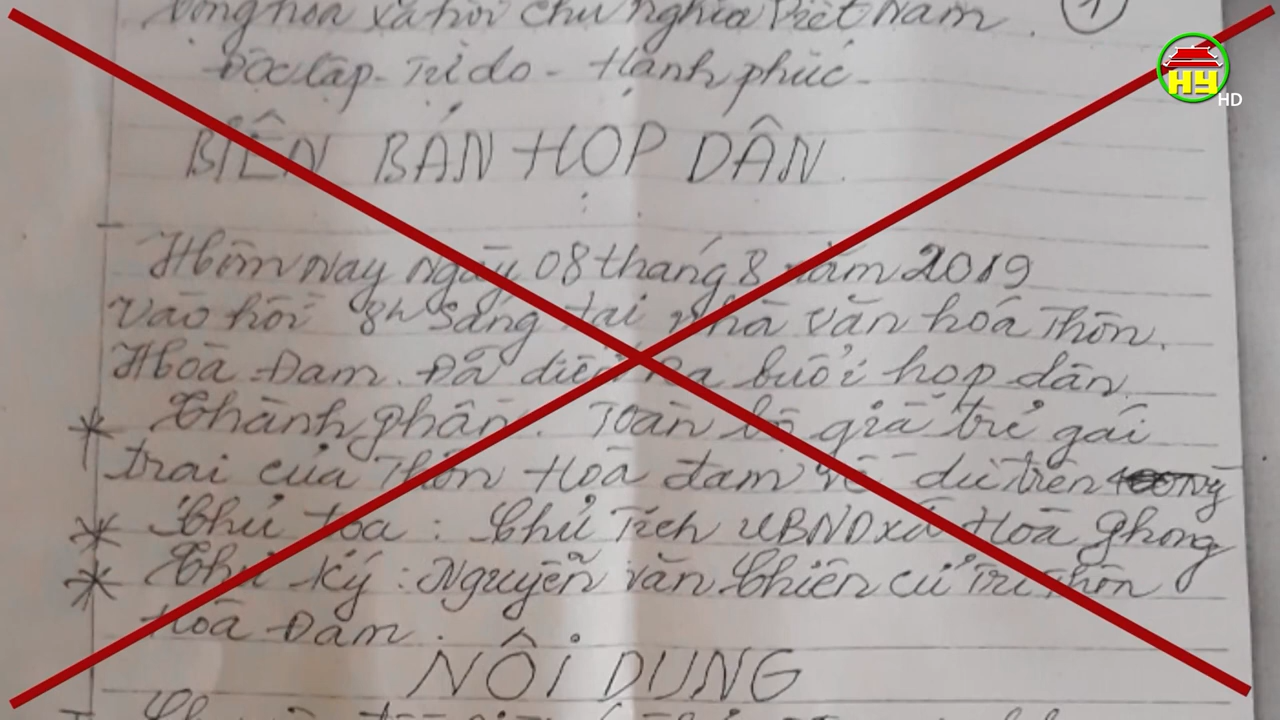 Cộng hòa xã hội chủ nghĩa Việt Nam. 1
Độc lập - Tự do - Hạnh phúc -
HY
HD
BIÊN BẢN HỌP DÂN.
Hôm nay ngày 08 tháng 8 năm 2019
vào hồi 8h sáng tại nhà văn hóa Thôn.
Hòa Đam. Đã diễn ra buổi họp dân
* Thành phần. Toàn bộ già trẻ gái
trai của Thôn Hòa đam về dự trên
* Chủ tọa: Chủ Tịch UBND xã Hòa Phong
* Thư ký: Nguyễn văn Chiên cử Tri Thôn
Hòa Đam.
NỘI DUNG